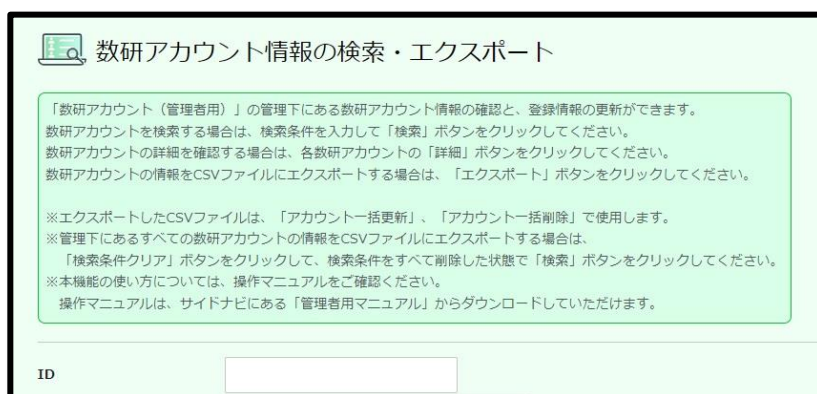 数研アカウント情報の検索・エクスポート
「数研アカウント（管理者用）」の管理下にある数研アカウント情報の確認と、登録情報の更新ができます。
数研アカウントを検索する場合は、検索条件を入力して「検索」ボタンをクリックしてください。
数研アカウントの詳細を確認する場合は、各数研アカウントの「詳細」ボタンをクリックしてください。
数研アカウントの情報をCSVファイルにエクスポートする場合は、「エクスポート」ボタンをクリックしてください。
※エクスポートしたCSVファイルは、「アカウント一括更新」、「アカウント一括削除」で使用します。
※管理下にあるすべての数研アカウントの情報をCSVファイルにエクスポートする場合は、
「検索条件クリア」ボタンをクリックして、検索条件をすべて削除した状態で「検索」ボタンをクリックしてください。
※本機能の使い方については、操作マニュアルをご確認ください。
操作マニュアルは、サイドナビにある「管理者用マニュアル」からダウンロードしていただけます。
ID